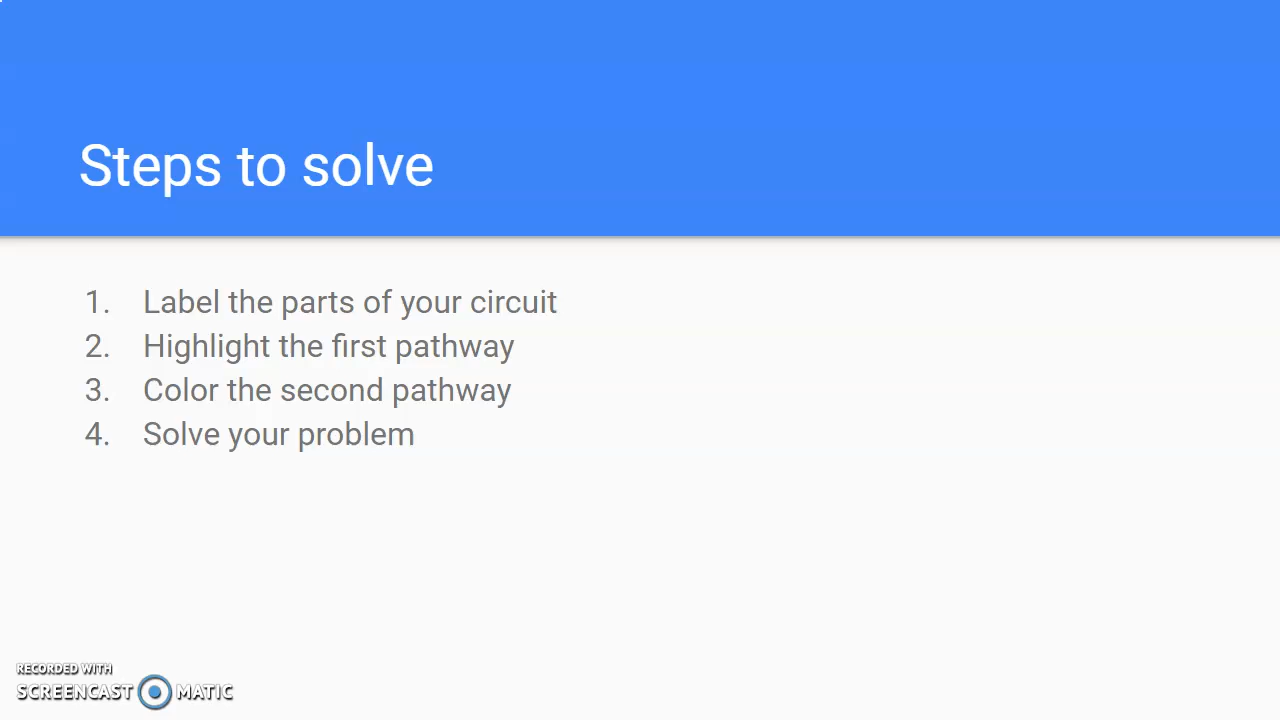 Steps to solve
1. Label the parts of your circuit
2. Highlight the first pathway
3. Color the second pathway
4. Solve your problem
RECORDED WITH
SCREENCAST MATIC